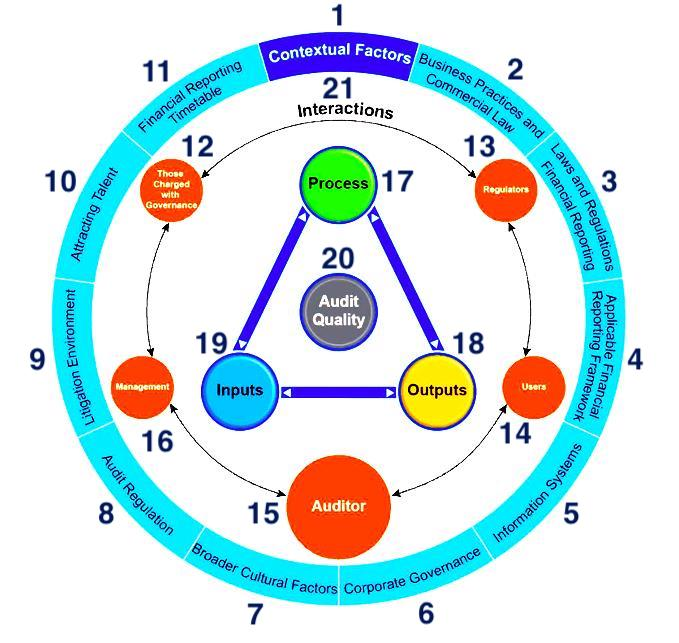 1
Contextual Factors
2
Business Practices and
Commercial Law
3
Laws and Regulations
Financial Reporting
4
Applicable Financial
Reporting Framework
5
Information Systems
6
Corporate Governance
7
Broader Cultural Factors
8
Audit Regulation
9
Litigation Environment
10
Attracting Talent
11
Financial Reporting
Timetable
21
Interactions
12
Those
Charged
with
Governance
13
Regulators
14
Users
15
Auditor
16
Management
17
Process
18
Outputs
19
Inputs
20
Audit
Quality